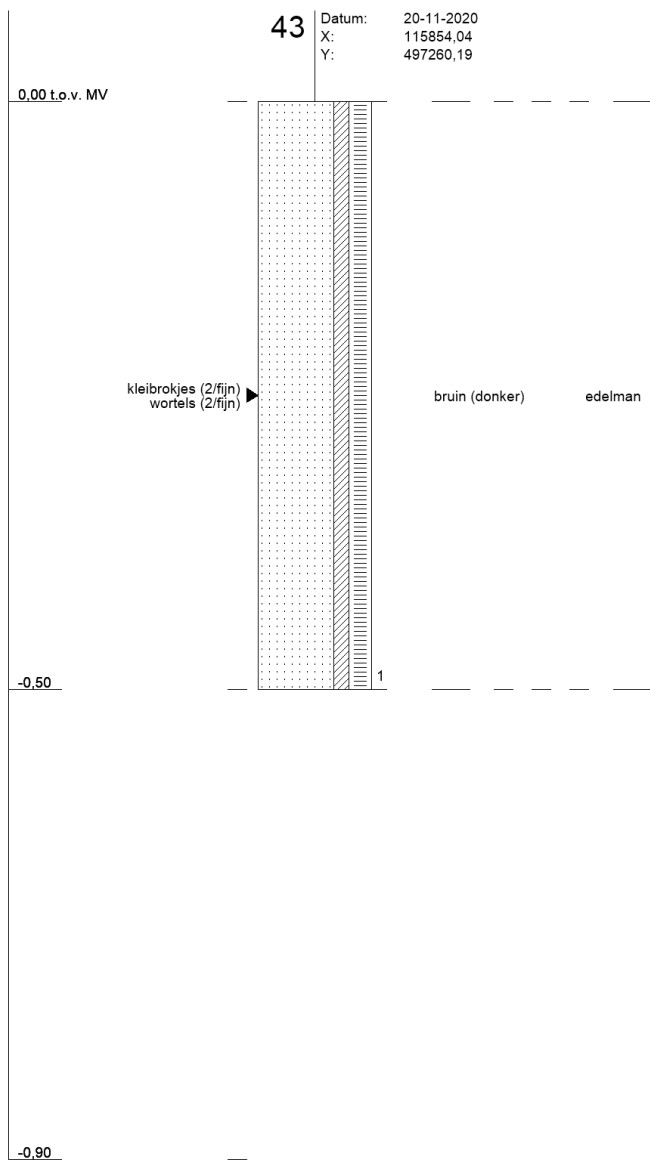 43
Datum: 20-11-2020
X: 115854,04
Y: 497260,19
0,00 t.o.v. MV
kleibrokjes (2/fijn)
wortels (2/fijn)
bruin (donker) edelman
1
-0,50
-0,90